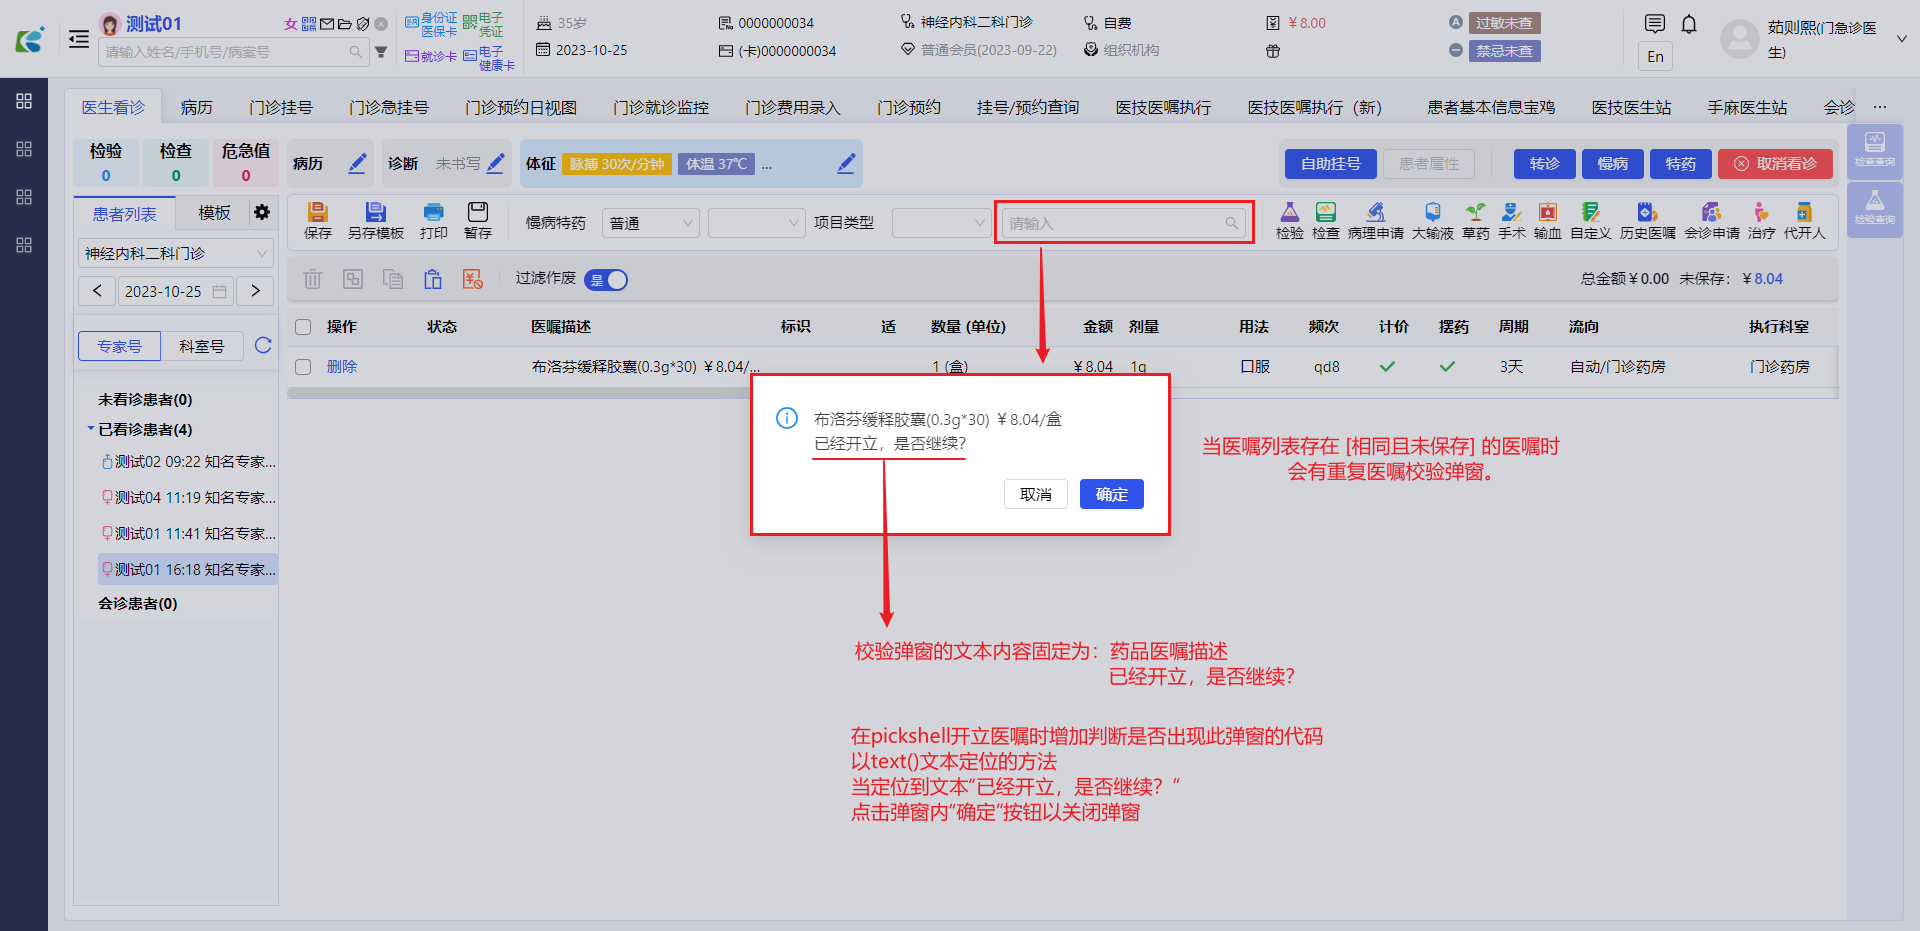 测试01
女
请输入姓名/手机号/病案号
身份证
医保卡
电子
凭证
就诊卡
电子
健康卡
35岁
2023-10-25
0000000034
(卡)0000000034
神经内科二科门诊
普通会员(2023-09-22)
自费
组织机构
¥8.00
过敏未查
禁忌未查
En
茹则熙(门急诊医
生)
医生看诊 病历 门诊挂号 门诊急挂号 门诊预约日视图 门诊就诊监控 门诊费用录入 门诊预约 挂号/预约查询 医技医嘱执行 医技医嘱执行（新） 患者基本信息宝鸡 医技医生站 手麻医生站 会诊 ...
检验
0
检查
0
危急值
0
病历
诊断 未书写
体征 脉搏 30次/分钟 体温 37℃ ...
自助挂号 患者属性 转诊 慢病 特药 取消看诊
检查查询
检验查询
患者列表 模板
神经内科二科门诊
2023-10-25
专家号 科室号
未看诊患者(0)
已看诊患者(4)
测试02 09:22 知名专家...
测试04 11:19 知名专家...
测试01 11:41 知名专家...
测试01 16:18 知名专家...
会诊患者(0)
保存 另存模板 打印 暂存 慢病特药 普通 项目类型 请输入
检验 检查 病理申请 大输液 草药 手术 输血 自定义 历史医嘱 会诊申请 治疗 代开人
过滤作废 是
总金额¥0.00 未保存：¥8.04
操作 状态 医嘱描述 标识 适 数量 (单位) 金额 剂量 用法 频次 计价 摆药 周期 流向 执行科室
删除 布洛芬缓释胶囊(0.3g*30) ¥8.04/... 1 (盒) ¥8.04 1g 口服 qd8 3天 自动/门诊药房 门诊药房
布洛芬缓释胶囊(0.3g*30) ¥8.04/盒
已经开立，是否继续?
取消 确定
当医嘱列表存在 [相同且未保存] 的医嘱时
会有重复医嘱校验弹窗。
校验弹窗的文本内容固定为：药品医嘱描述
已经开立，是否继续?
在pickshell开立医嘱时增加判断是否出现此弹窗的代码
以text()文本定位的方法
当定位到文本“已经开立，是否继续？”
点击弹窗内“确定”按钮以关闭弹窗